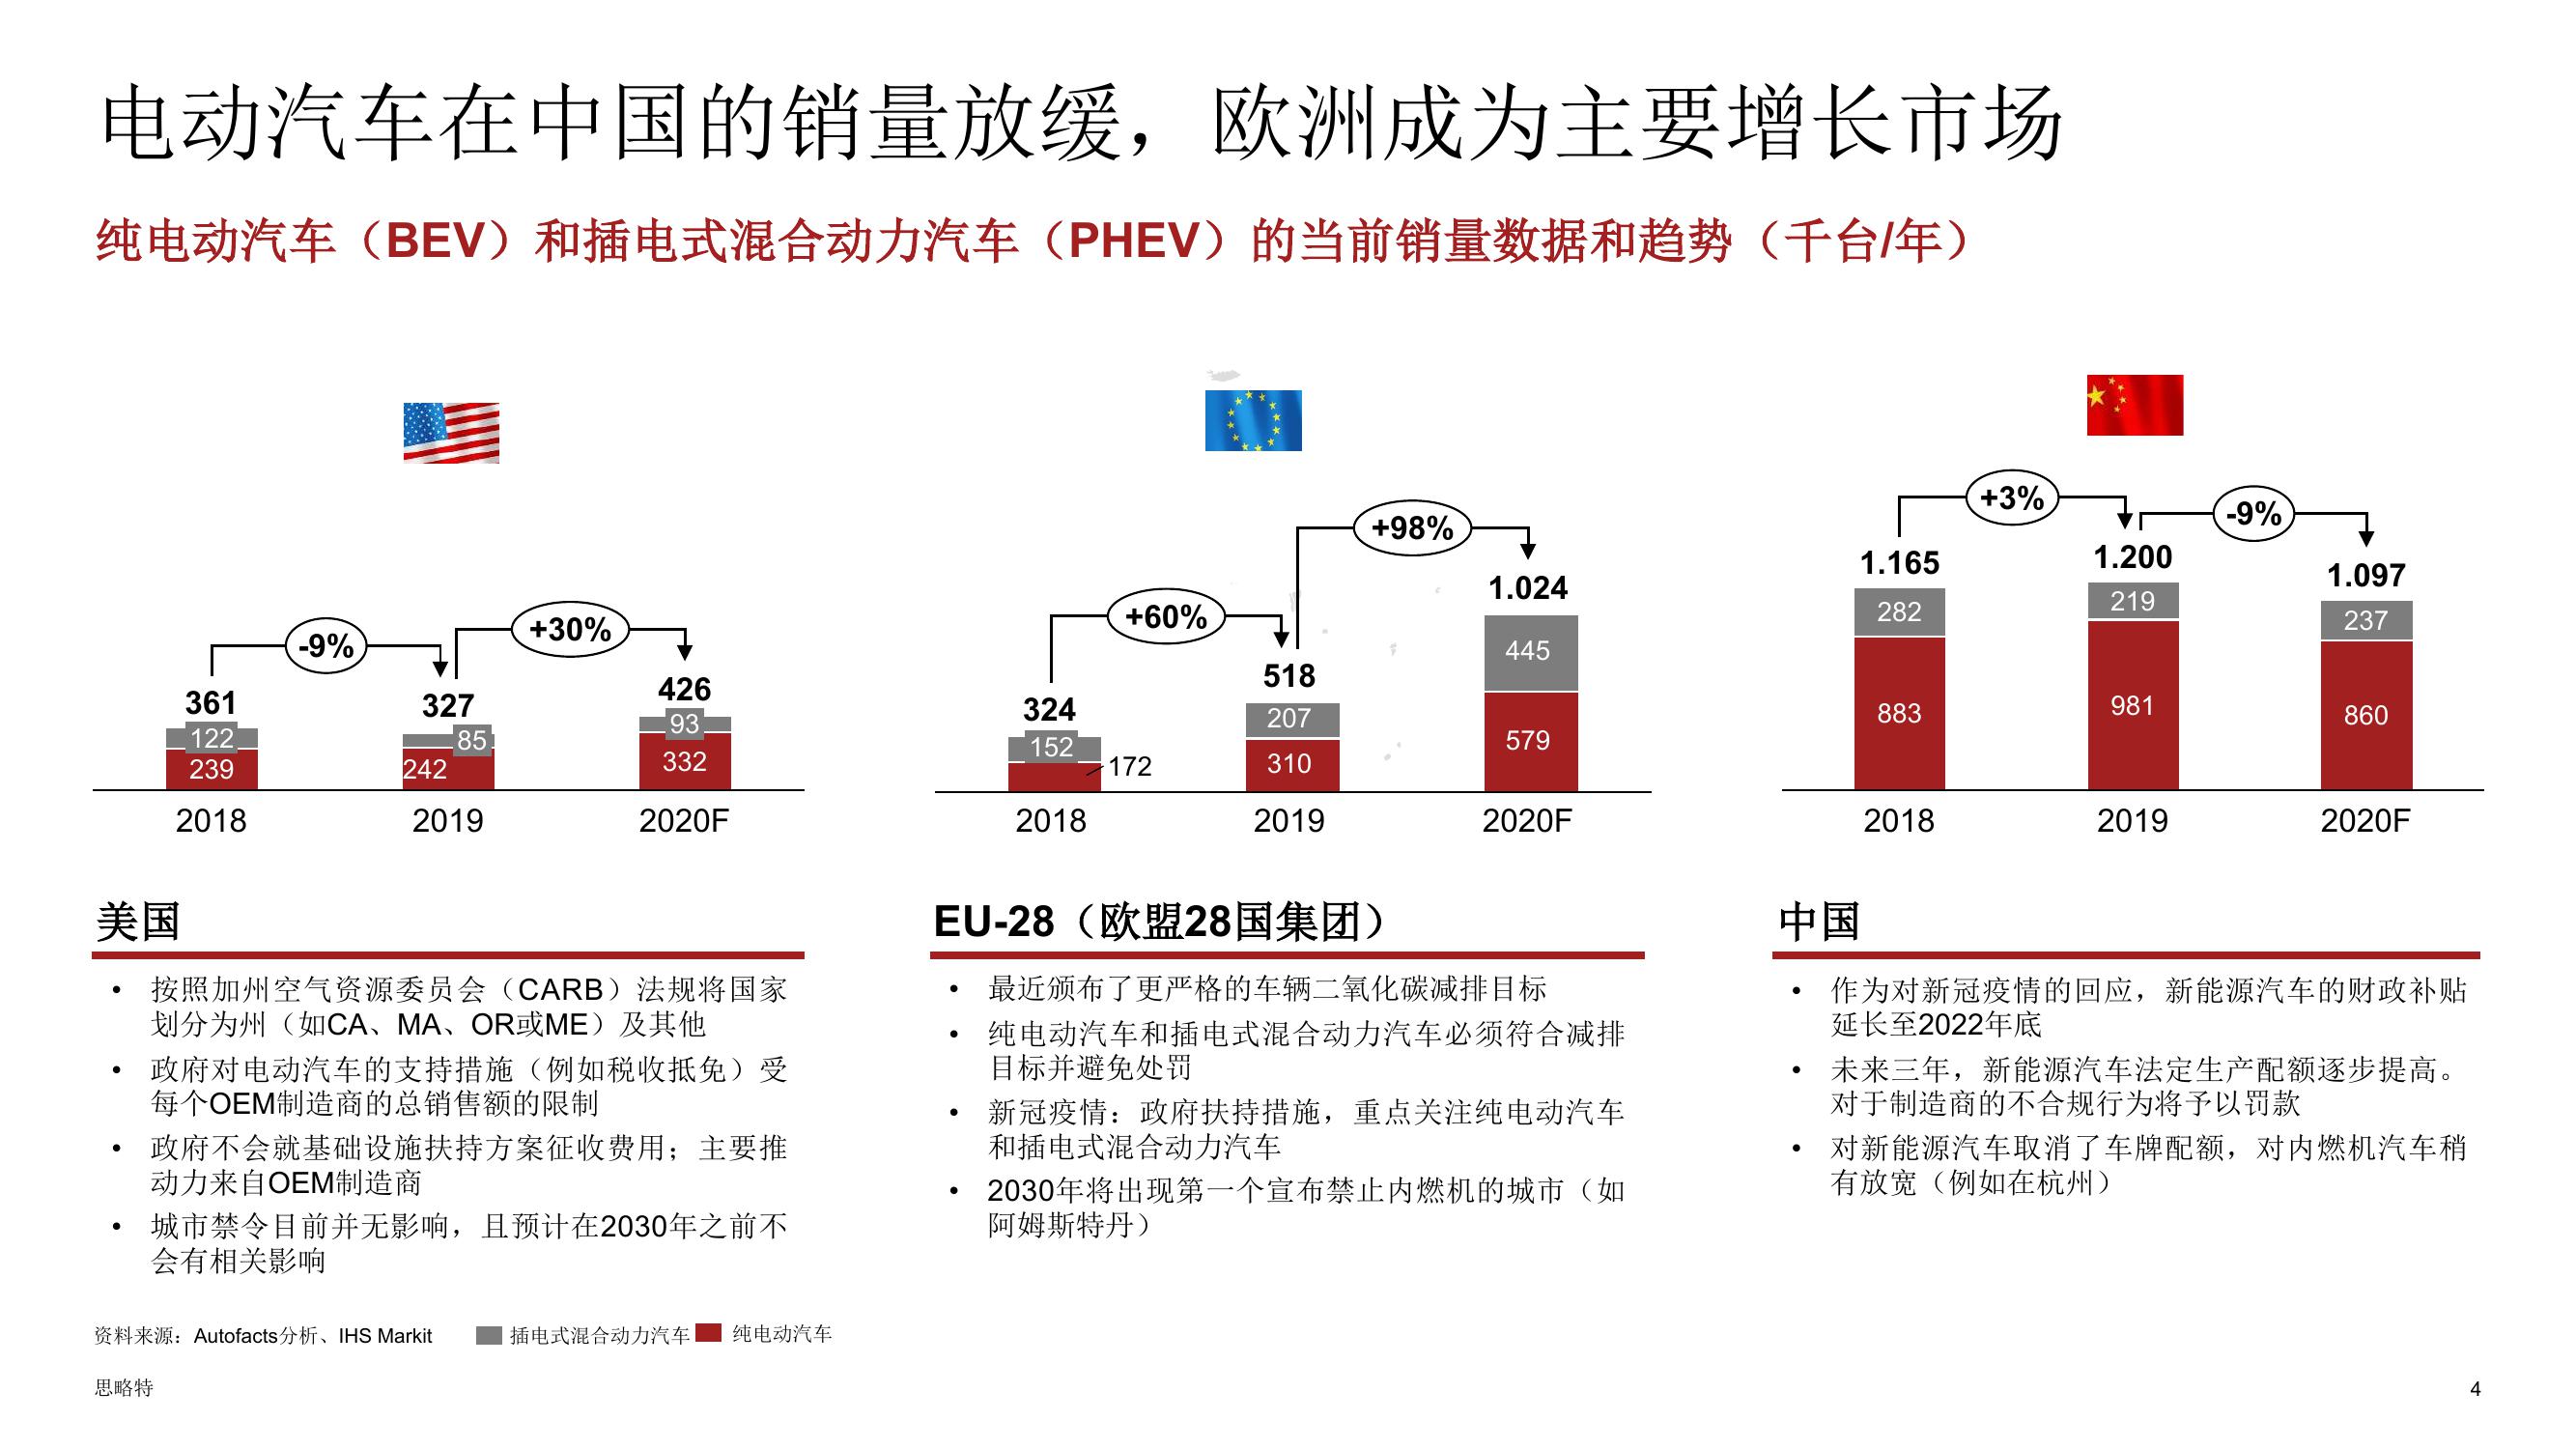 电动汽车在中国的销量放缓，欧洲成为主要增长市场
纯电动汽车（BEV）和插电式混合动力汽车（PHEV）的当前销量数据和趋势（千台/年）
-9%
+30%
361
327
426
122
85
93
239
242
332
2018
2019
2020F
+60%
+98%
324
518
1.024
152
207
445
172
310
579
2018
2019
2020F
+3%
-9%
1.165
1.200
1.097
282
219
237
883
981
860
2018
2019
2020F
美国
• 按照加州空气资源委员会（CARB）法规将国家
划分为州（如CA、MA、OR或ME）及其他
• 政府对电动汽车的支持措施（例如税收抵免）受
每个OEM制造商的总销售额的限制
• 政府不会就基础设施扶持方案征收费用；主要推
动力来自OEM制造商
• 城市禁令目前并无影响，且预计在2030年之前不
会有相关影响
EU-28（欧盟28国集团）
• 最近颁布了更严格的车辆二氧化碳减排目标
• 纯电动汽车和插电式混合动力汽车必须符合减排
目标并避免处罚
• 新冠疫情：政府扶持措施，重点关注纯电动汽车
和插电式混合动力汽车
• 2030年将出现第一个宣布禁止内燃机的城市（如
阿姆斯特丹）
中国
• 作为对新冠疫情的回应，新能源汽车的财政补贴
延长至2022年底
• 未来三年，新能源汽车法定生产配额逐步提高。
对于制造商的不合规行为将予以罚款
• 对新能源汽车取消了车牌配额，对内燃机汽车稍
有放宽（例如在杭州）
资料来源：Autofacts分析、IHS Markit
插电式混合动力汽车
纯电动汽车
思略特
4